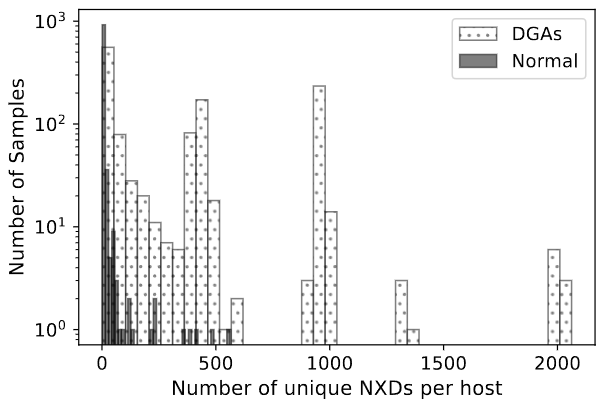 10³
10²
10¹
10⁰
Number of Samples
DGAs
Normal
0
500
1000
1500
2000
Number of unique NXDs per host